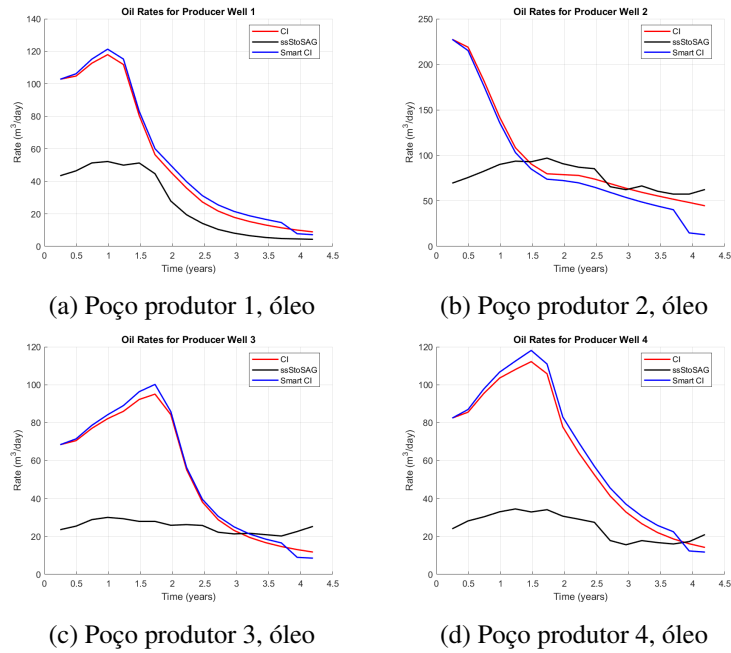 Oil Rates for Producer Well 1
140
120
100
80
60
40
20
0
Rate (m³/day)
0 0.5 1 1.5 2 2.5 3 3.5 4 4.5
Time (years)
CI
ssStoSAG
Smart CI
(a) Poço produtor 1, óleo
Oil Rates for Producer Well 2
250
200
150
100
50
0
Rate (m³/day)
0 0.5 1 1.5 2 2.5 3 3.5 4 4.5
Time (years)
CI
ssStoSAG
Smart CI
(b) Poço produtor 2, óleo
Oil Rates for Producer Well 3
120
100
80
60
40
20
0
Rate (m³/day)
0 0.5 1 1.5 2 2.5 3 3.5 4 4.5
Time (years)
CI
ssStoSAG
Smart CI
(c) Poço produtor 3, óleo
Oil Rates for Producer Well 4
120
100
80
60
40
20
0
Rate (m³/day)
0 0.5 1 1.5 2 2.5 3 3.5 4 4.5
Time (years)
CI
ssStoSAG
Smart CI
(d) Poço produtor 4, óleo